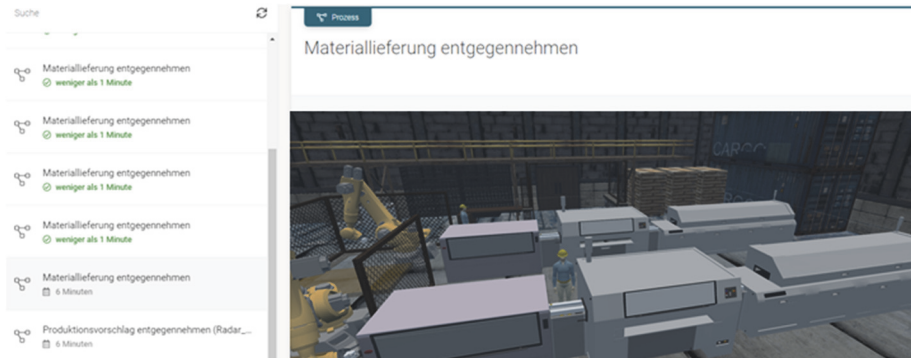 Suche
Materiallieferung entgegennehmen
weniger als 1 Minute
Materiallieferung entgegennehmen
weniger als 1 Minute
Materiallieferung entgegennehmen
weniger als 1 Minute
Materiallieferung entgegennehmen
weniger als 1 Minute
Materiallieferung entgegennehmen
6 Minuten
Produktionsvorschlag entgegennehmen (Radar_...
6 Minuten
Prozess
Materiallieferung entgegennehmen
CARGO